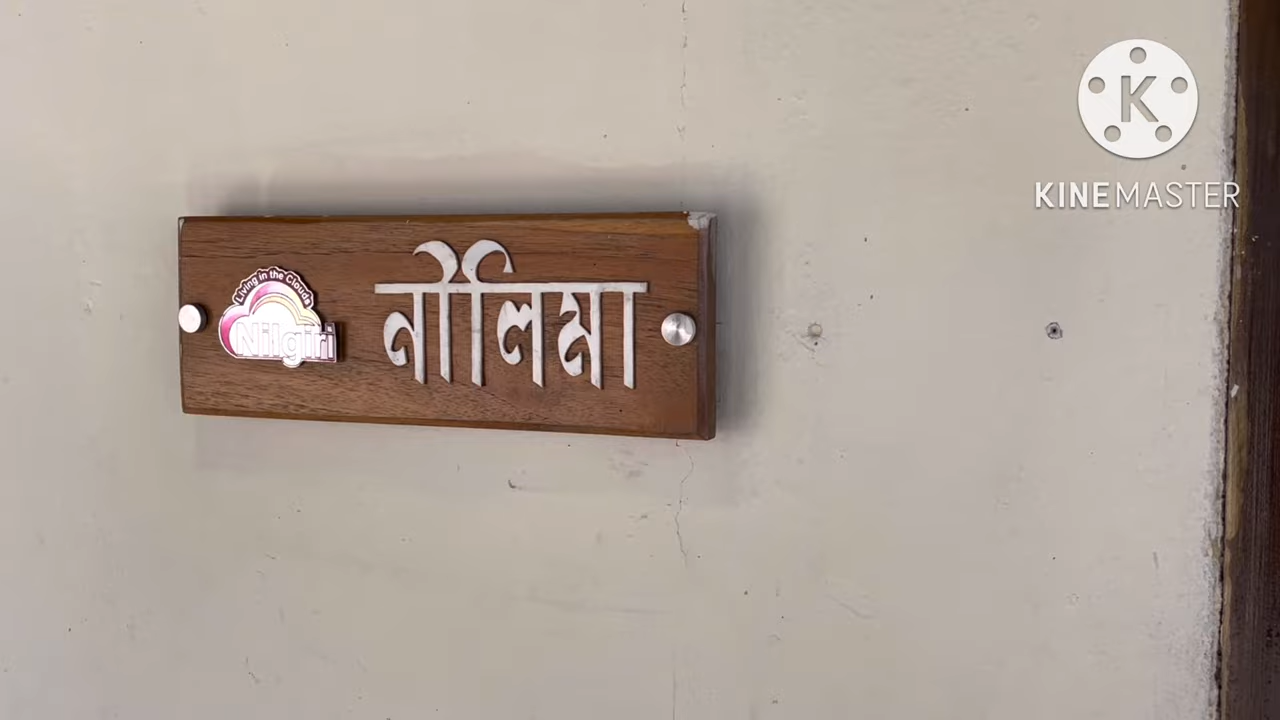 Living in the Clouds
Nilgiri
নীলিমা
K
KINEMASTER